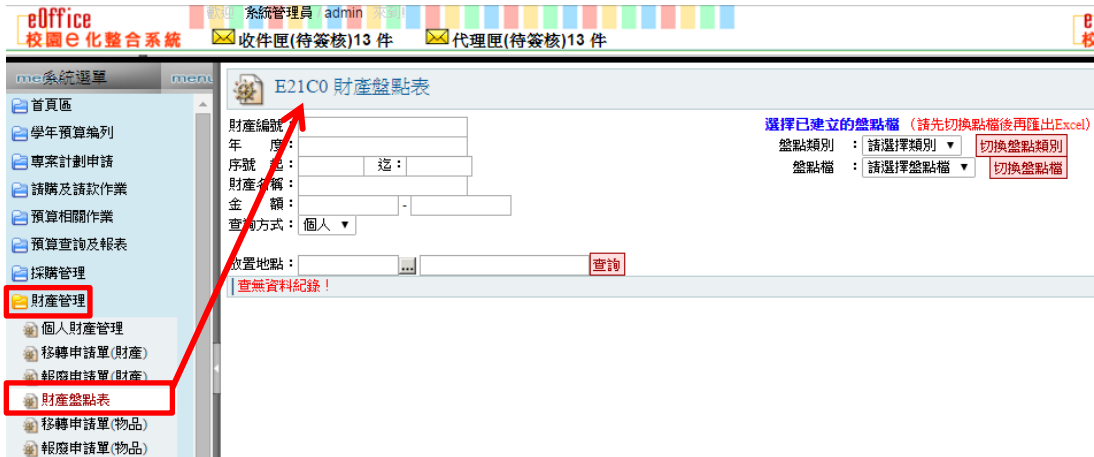 eOffice
校園e化整合系統
歡迎 系統管理員 / admin 來到!
收件匣(待簽核)13 件 代理匣(待簽核)13 件
系統選單
menu
首頁區
學年預算編列
專案計劃申請
請購及請款作業
預算相關作業
預算查詢及報表
採購管理
財產管理
個人財產管理
移轉申請單(財產)
報廢申請單(財產)
財產盤點表
移轉申請單(物品)
報廢申請單(物品)
E21C0 財產盤點表
財產編號:
年 度:
序號 起: 迄:
財產名稱:
金 額: -
查詢方式: 個人 ▼
放置地點: ... 查詢
查無資料紀錄!
選擇已建立的盤點檔 (請先切換點檔後再匯出Excel)
盤點類別 : 請選擇類別 ▼ 切換盤點類別
盤點檔 : 請選擇盤點檔 ▼ 切換盤點檔